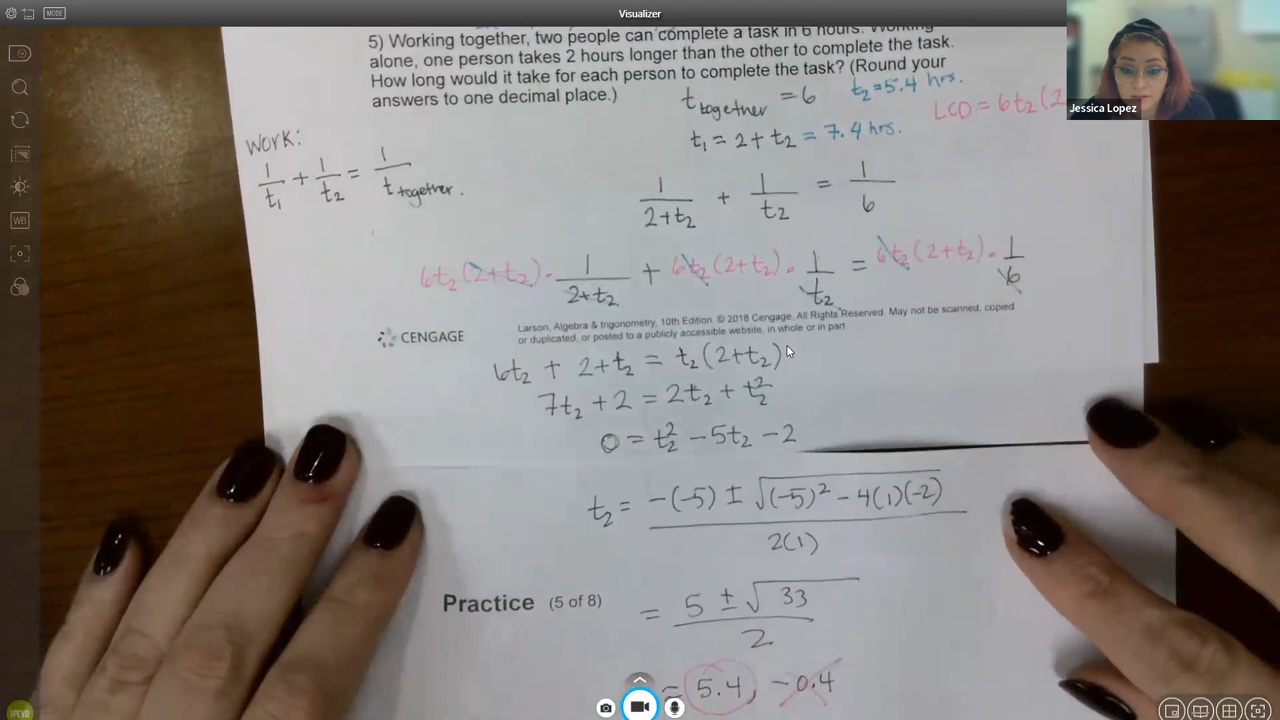 Visualizer
MODE
5) Working together, two people can complete a task in 6 hours. Working
alone, one person takes 2 hours longer than the other to complete the task.
How long would it take for each person to complete the task? (Round your
answers to one decimal place.)
t together = 6
t₂ = 5.4 hrs.
LCD = 6t₂(2
t₁ = 2 + t₂ = 7.4 hrs.
Jessica Lopez
Work:
1/t₁ + 1/t₂ = 1/t together.
1/(2+t₂) + 1/t₂ = 1/6
6t₂(2+t₂) · 1/(2+t₂) + 6t₂(2+t₂) · 1/t₂ = 6t₂(2+t₂) · 1/6
CENGAGE
Larson, Algebra & trigonometry, 10th Edition. © 2018 Cengage. All Rights Reserved. May not be scanned, copied
or duplicated, or posted to a publicly accessible website, in whole or in part
6t₂ + 2+t₂ = t₂(2+t₂)
7t₂ + 2 = 2t₂ + t₂²
0 = t₂² - 5t₂ - 2
t₂ = (-(-5) ± √((-5)² - 4(1)(-2)))/2(1)
Practice (5 of 8)
= (5 ± √33)/2
≈ 5.4, -0.4
WB